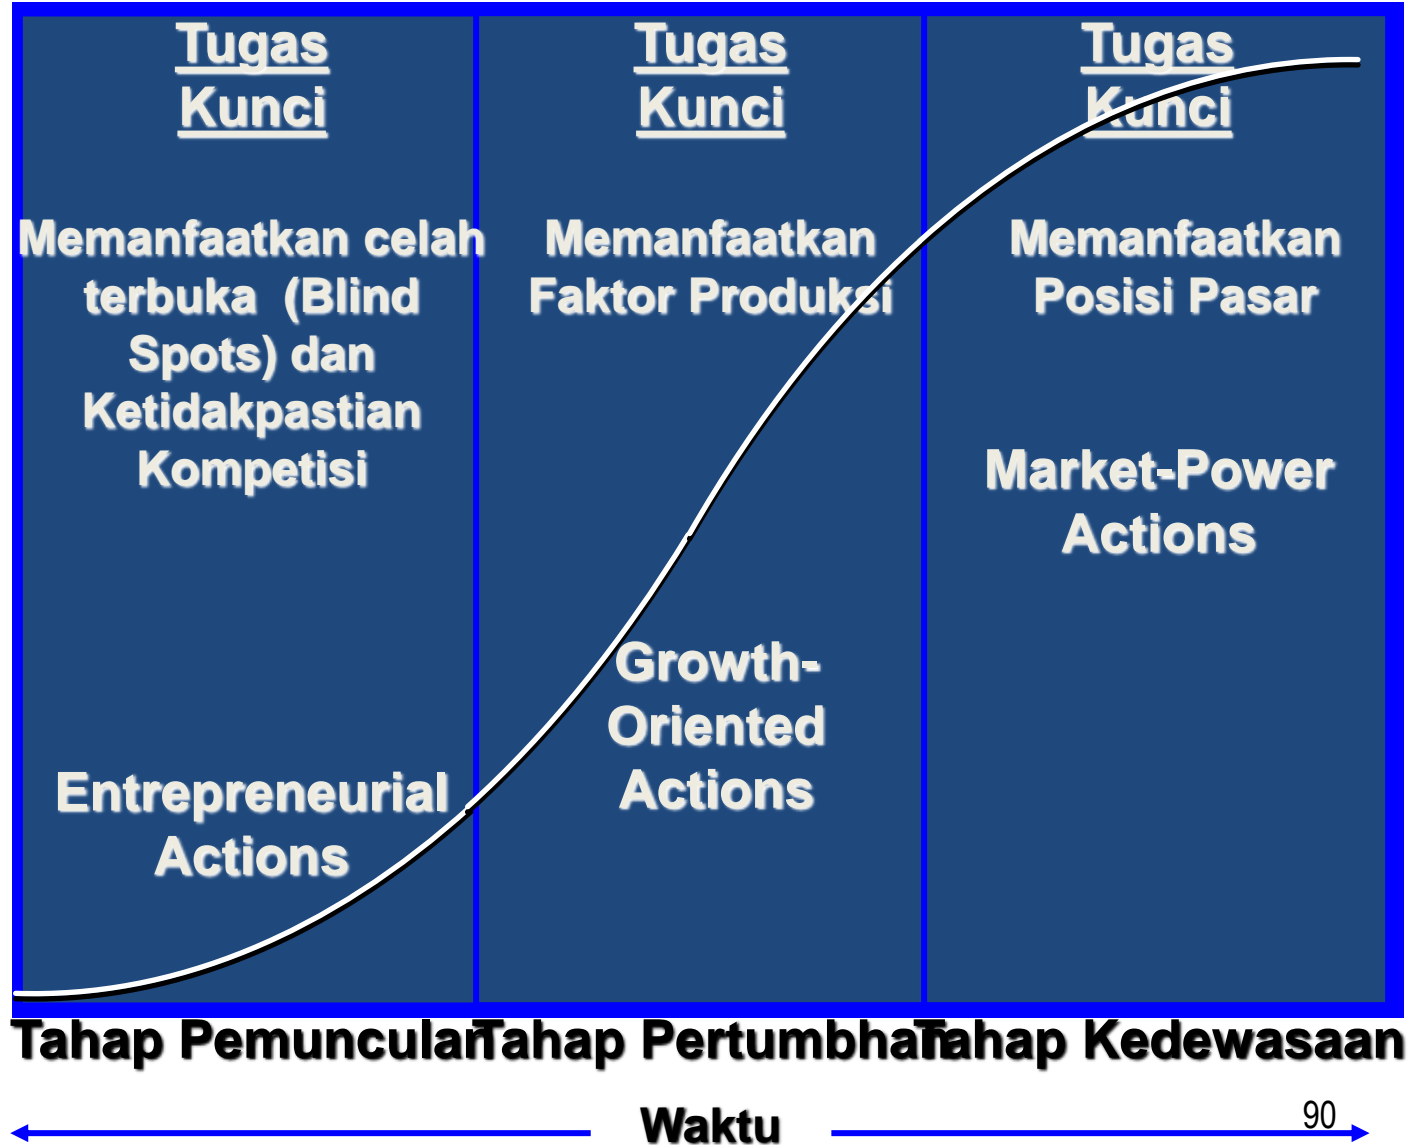 Tugas
Kunci
Memanfaatkan celah
terbuka (Blind
Spots) dan
Ketidakpastian
Kompetisi
Entrepreneurial
Actions
Tugas
Kunci
Memanfaatkan
Faktor Produksi
Growth-
Oriented
Actions
Tugas
Kunci
Memanfaatkan
Posisi Pasar
Market-Power
Actions
Tahap Pemunculan
Tahap Pertumbhan
Tahap Kedewasaan
Waktu
90